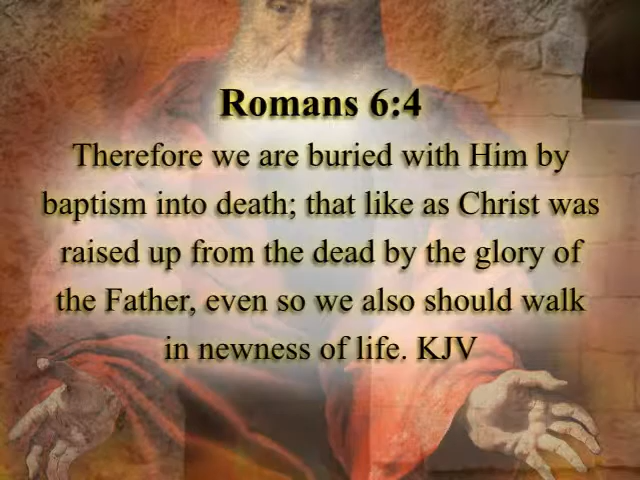 Romans 6:4
Therefore we are buried with Him by
baptism into death; that like as Christ was
raised up from the dead by the glory of
the Father, even so we also should walk
in newness of life. KJV